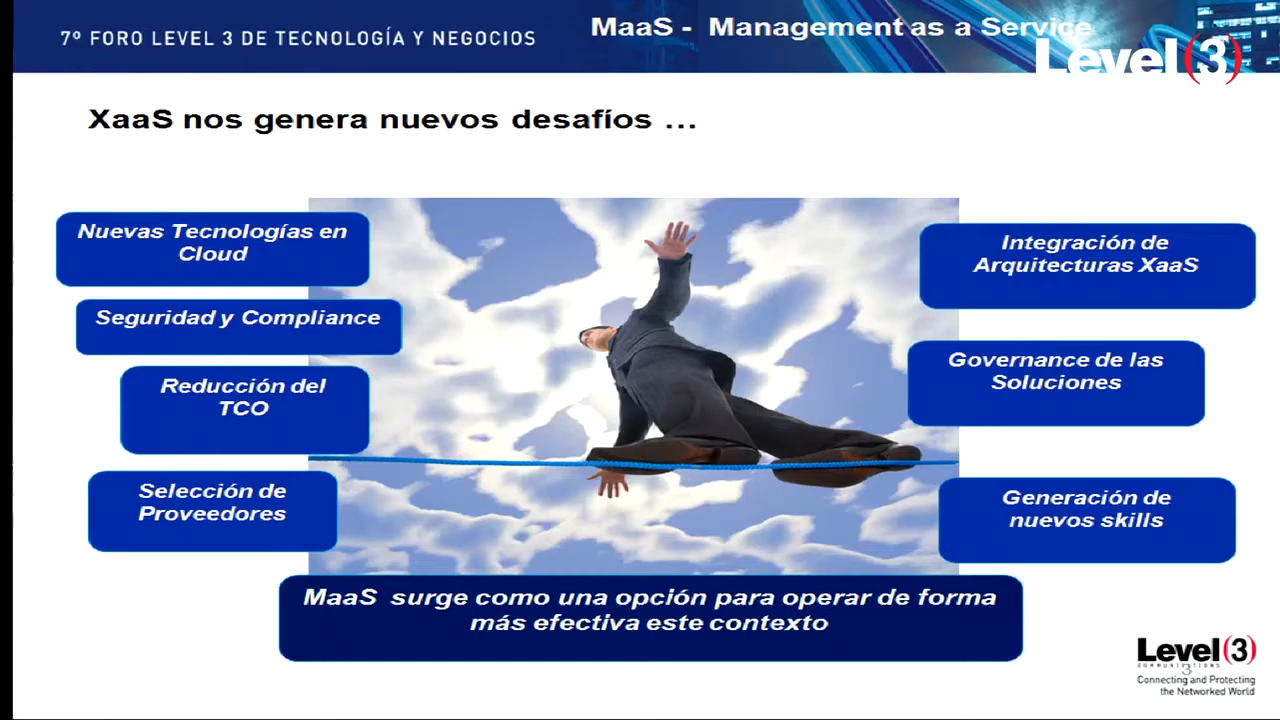 7º FORO LEVEL 3 DE TECNOLOGÍA Y NEGOCIOS
MaaS - Management as a Service
Level(3)
XaaS nos genera nuevos desafíos ...
Nuevas Tecnologías en
Cloud
Seguridad y Compliance
Reducción del
TCO
Selección de
Proveedores
Integración de
Arquitecturas XaaS
Governance de las
Soluciones
Generación de
nuevos skills
MaaS surge como una opción para operar de forma
más efectiva este contexto
Level(3)
COMMUNICATIONS
3
Connecting and Protecting
the Networked World